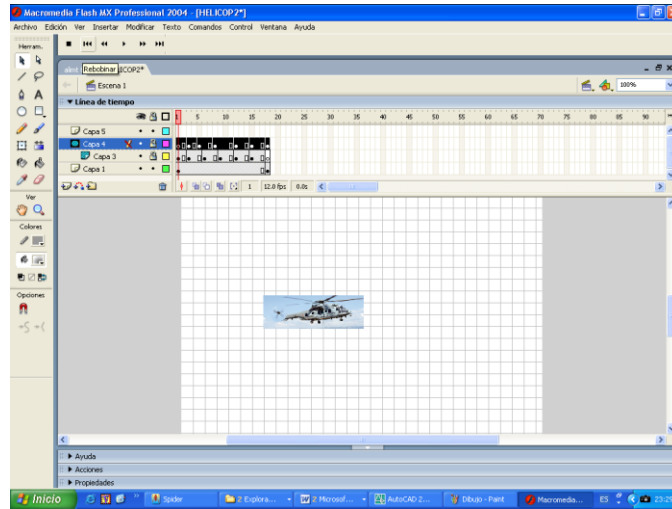 Macromedia Flash MX Professional 2004 - [HELICOP2*]
Archivo Edición Ver Insertar Modificar Texto Comandos Control Ventana Ayuda
Herram.
Rebobinar
Escena 1
100%
Línea de tiempo
1 5 10 15 20 25 30 35 40 45 50 55 60 65 70 75 80 85 90
Capa 5
Capa 4
Capa 3
Capa 1
1 12.0 fps 0.0s
Ver
Colores
Opciones
Ayuda
Acciones
Propiedades
Inicio
Spider
2 Explora...
2 Microsof...
AutoCAD 2...
Dibujo - Paint
Macromedia...
ES
23:29